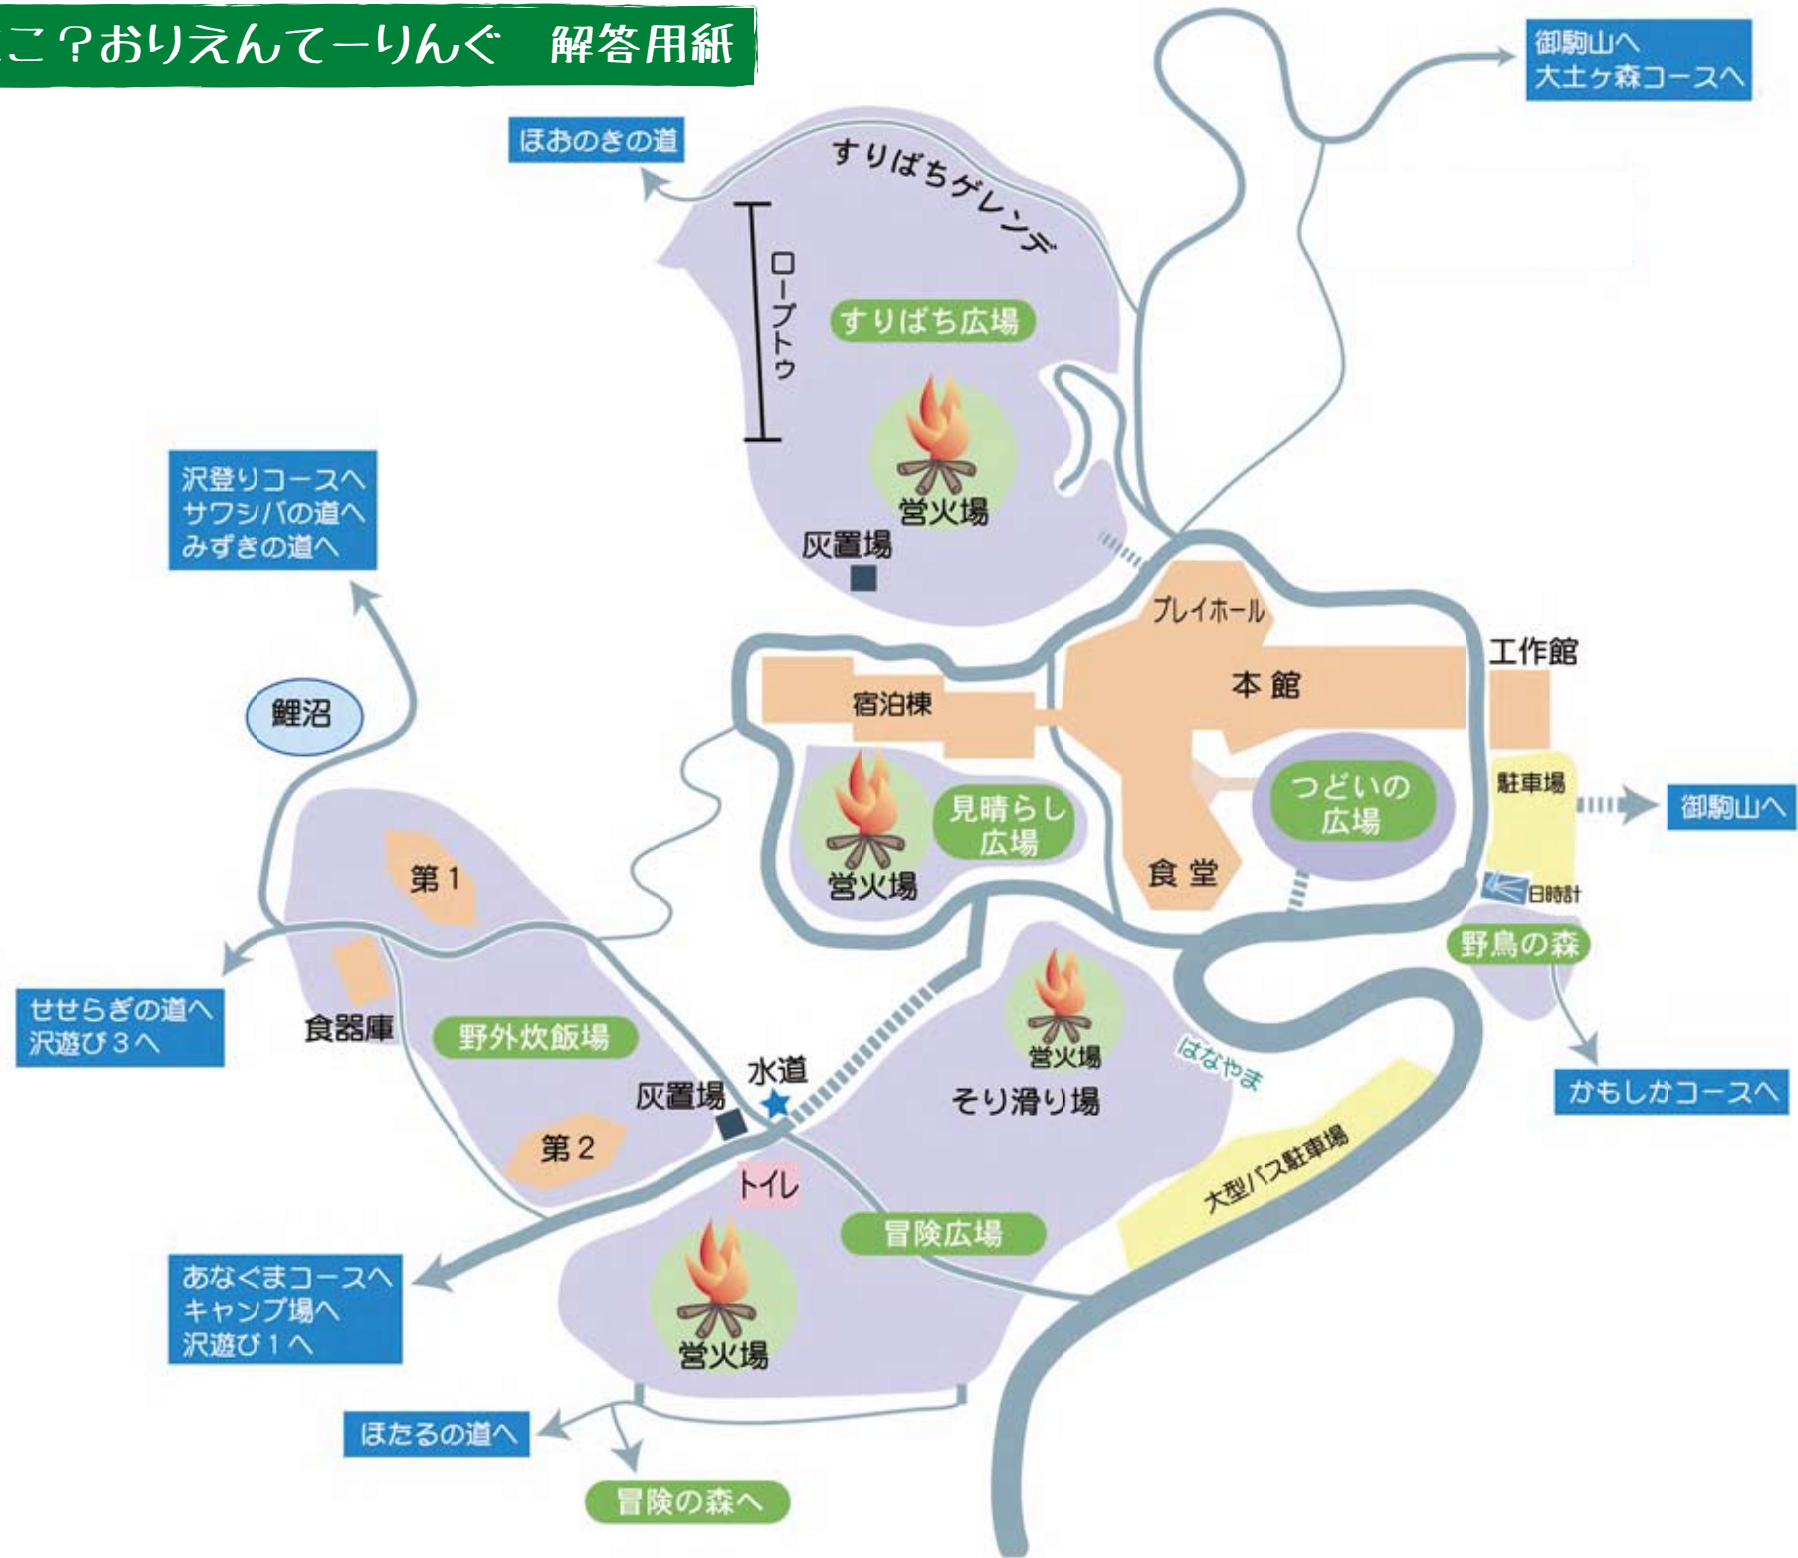 こ？おりえんてーりんぐ　解答用紙
御駒山へ
大土ヶ森コースへ
ほおのきの道
すりばちゲレンデ
ロープトゥ
すりばち広場
営火場
灰置場
沢登りコースへ
サワシバの道へ
みずきの道へ
鯉沼
プレイホール
本館
工作館
宿泊棟
見晴らし
広場
営火場
つどいの
広場
食堂
駐車場
御駒山へ
日時計
野鳥の森
かもしかコースへ
第1
食器庫
野外炊飯場
せせらぎの道へ
沢遊び3へ
灰置場
水道
第2
トイレ
営火場
そり滑り場
はなやま
大型バス駐車場
冒険広場
営火場
あなぐまコースへ
キャンプ場へ
沢遊び1へ
ほたるの道へ
冒険の森へ